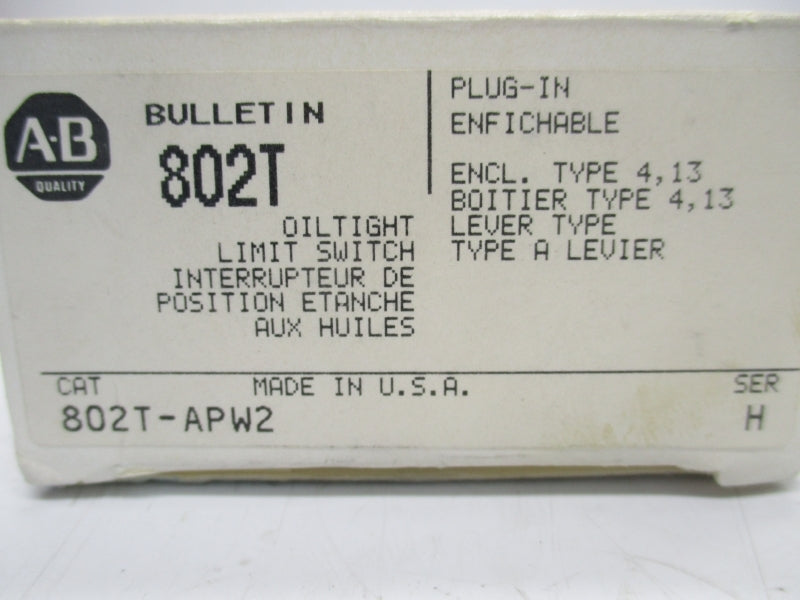 A-B
QUALITY
BULLETIN
802T
OILTIGHT
LIMIT SWITCH
INTERRUPTEUR DE
POSITION ETANCHE
AUX HUILES
PLUG-IN
ENFICHABLE
ENCL. TYPE 4,13
BOITIER TYPE 4,13
LEVER TYPE
TYPE A LEVIER
CAT MADE IN U.S.A. SER
802T-APW2 H